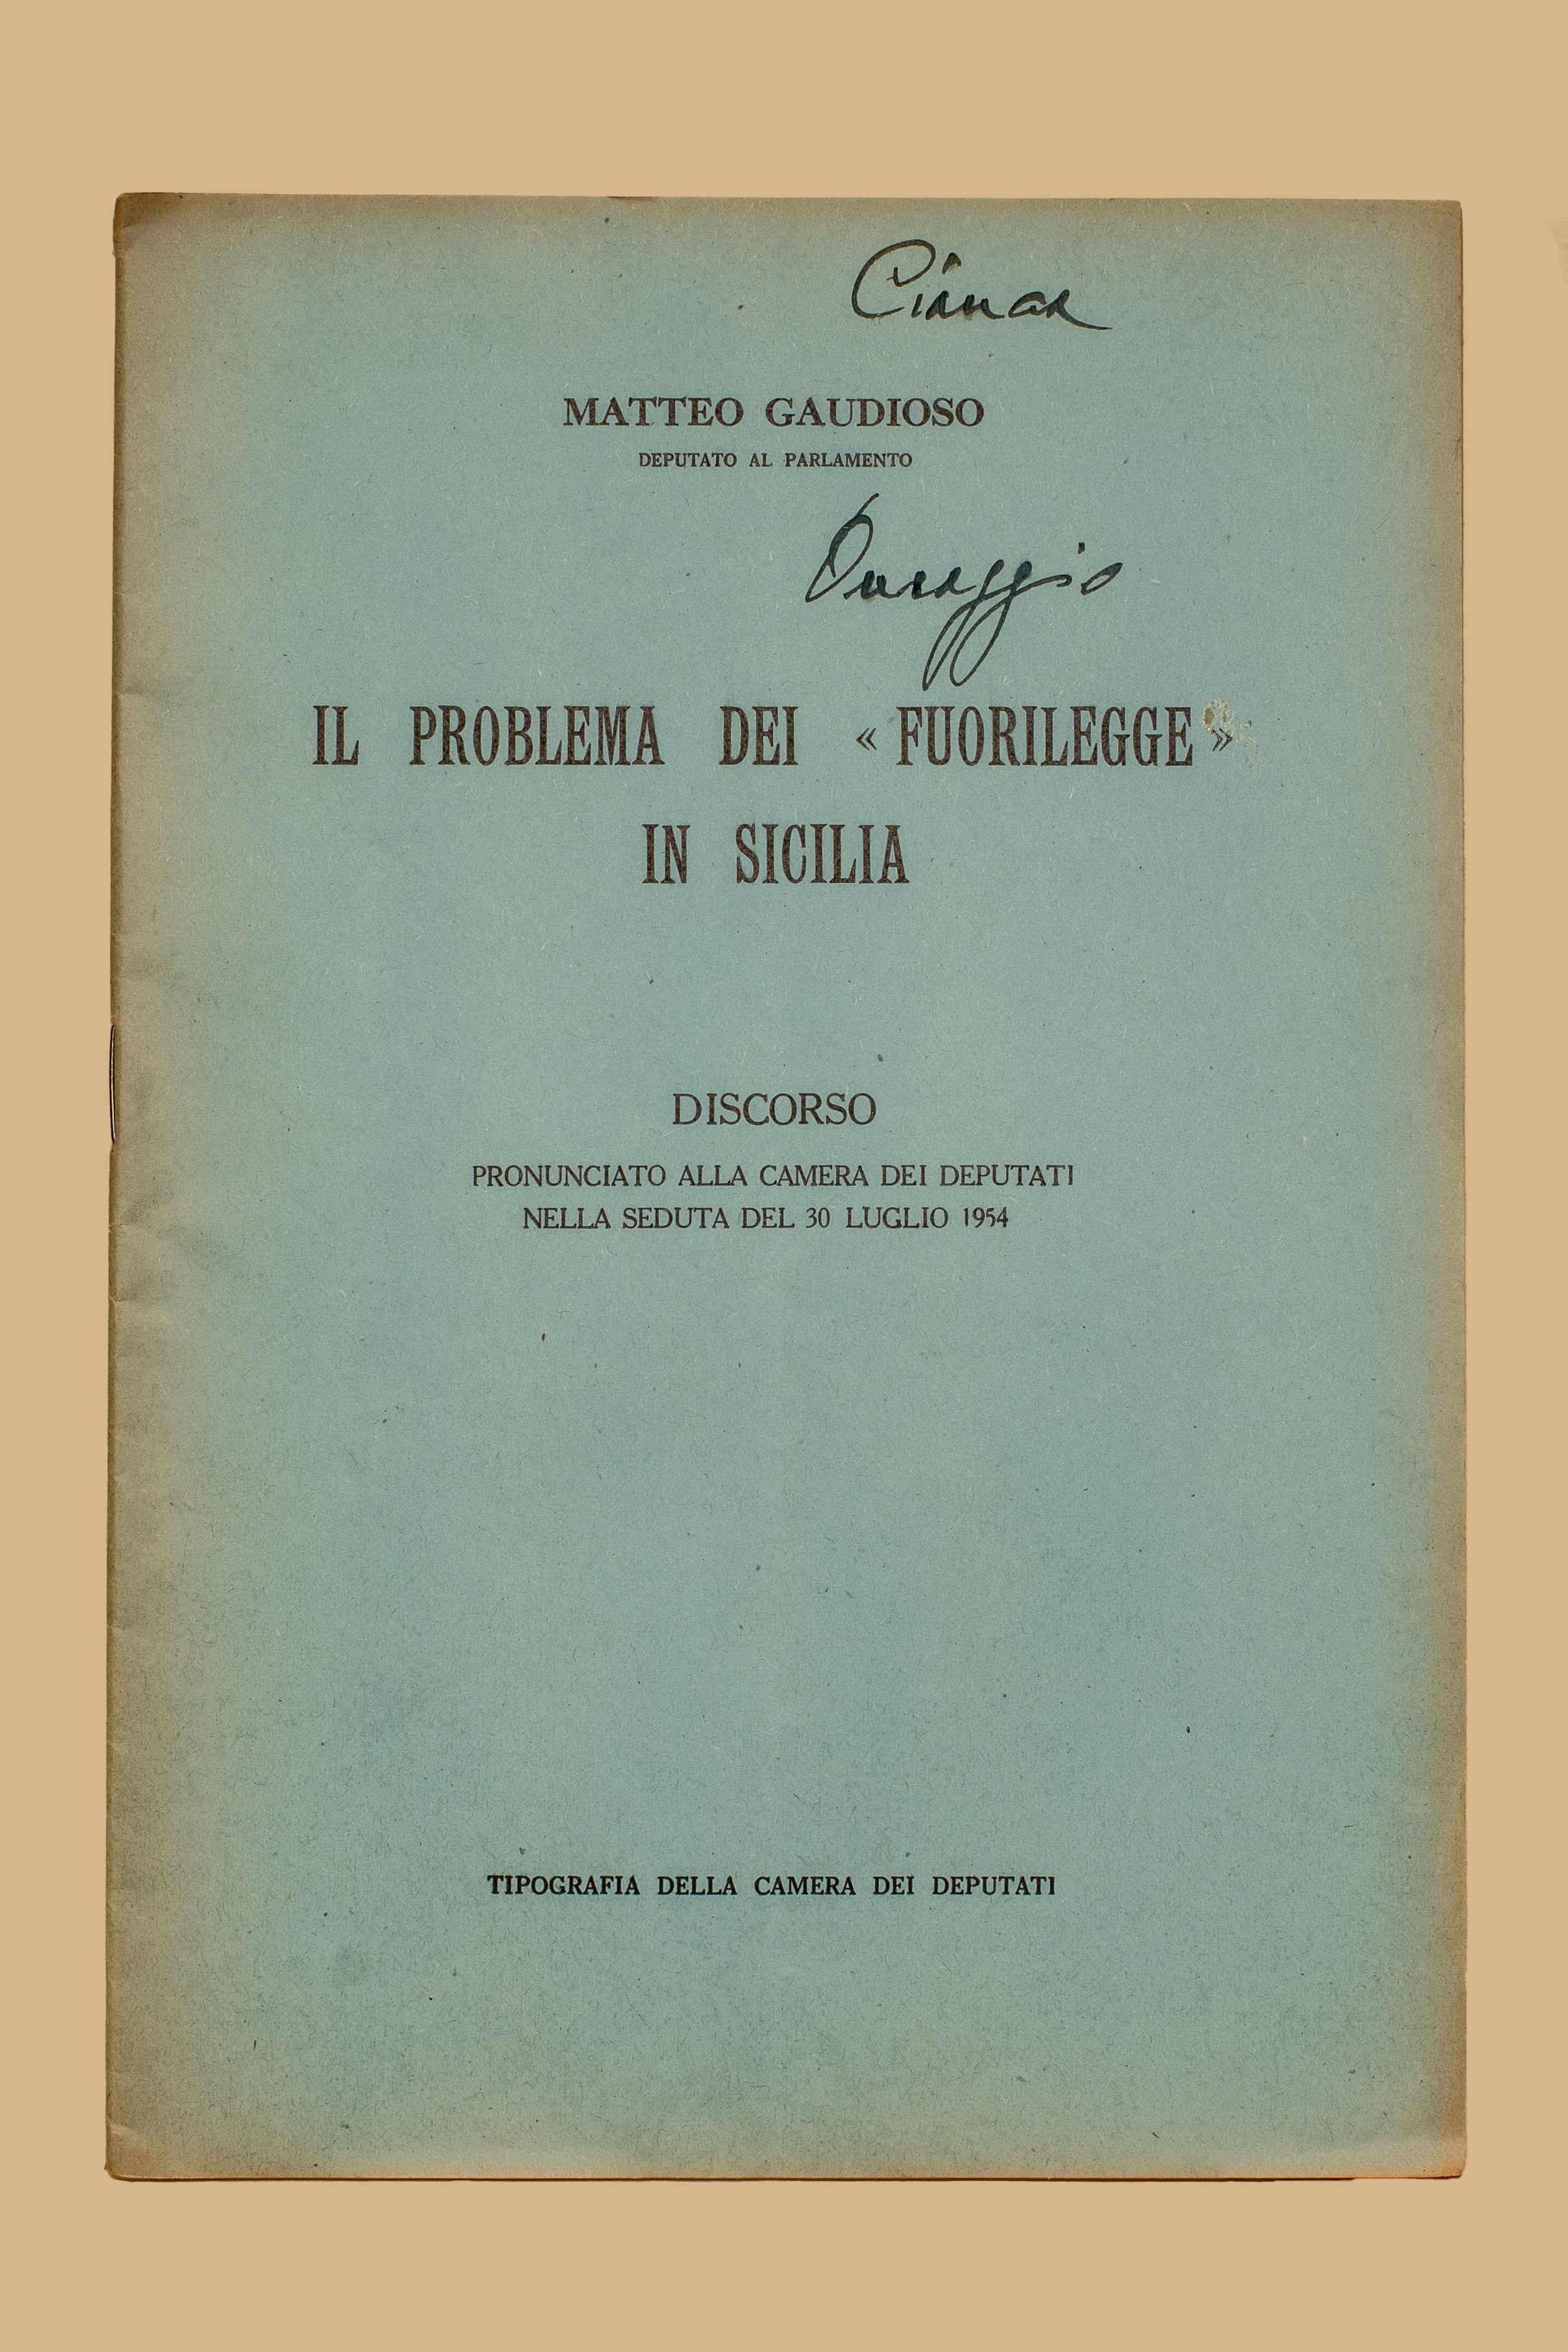 MATTEO GAUDIOSO
DEPUTATO AL PARLAMENTO
Omaggio
IL PROBLEMA DEI « FUORILEGGE »
IN SICILIA
DISCORSO
PRONUNCIATO ALLA CAMERA DEI DEPUTATI
NELLA SEDUTA DEL 30 LUGLIO 1954
TIPOGRAFIA DELLA CAMERA DEI DEPUTATI